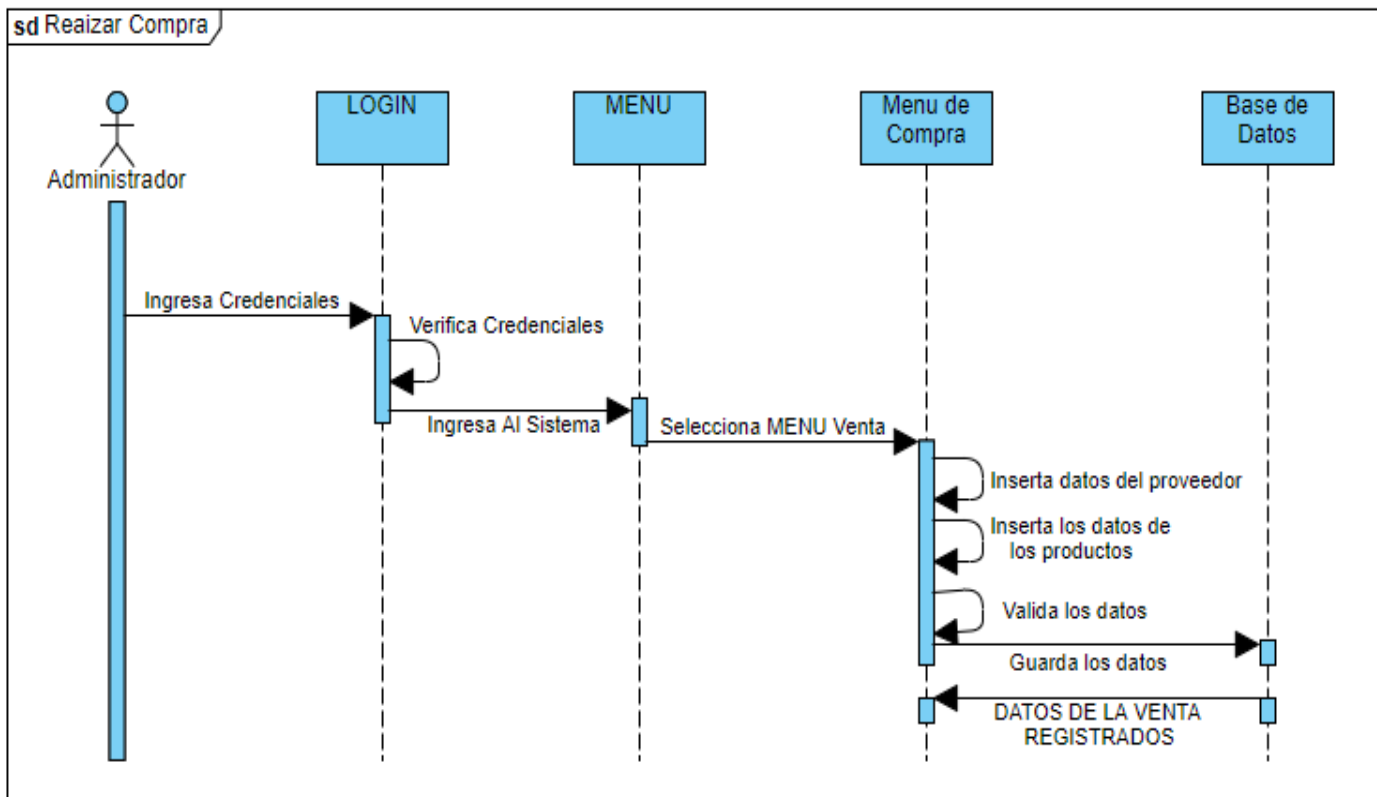 sd Reaizar Compra
LOGIN
MENU
Menu de
Compra
Base de
Datos
Administrador
Ingresa Credenciales
Verifica Credenciales
Ingresa Al Sistema
Selecciona MENU Venta
Inserta datos del proveedor
Inserta los datos de
los productos
Valida los datos
Guarda los datos
DATOS DE LA VENTA
REGISTRADOS